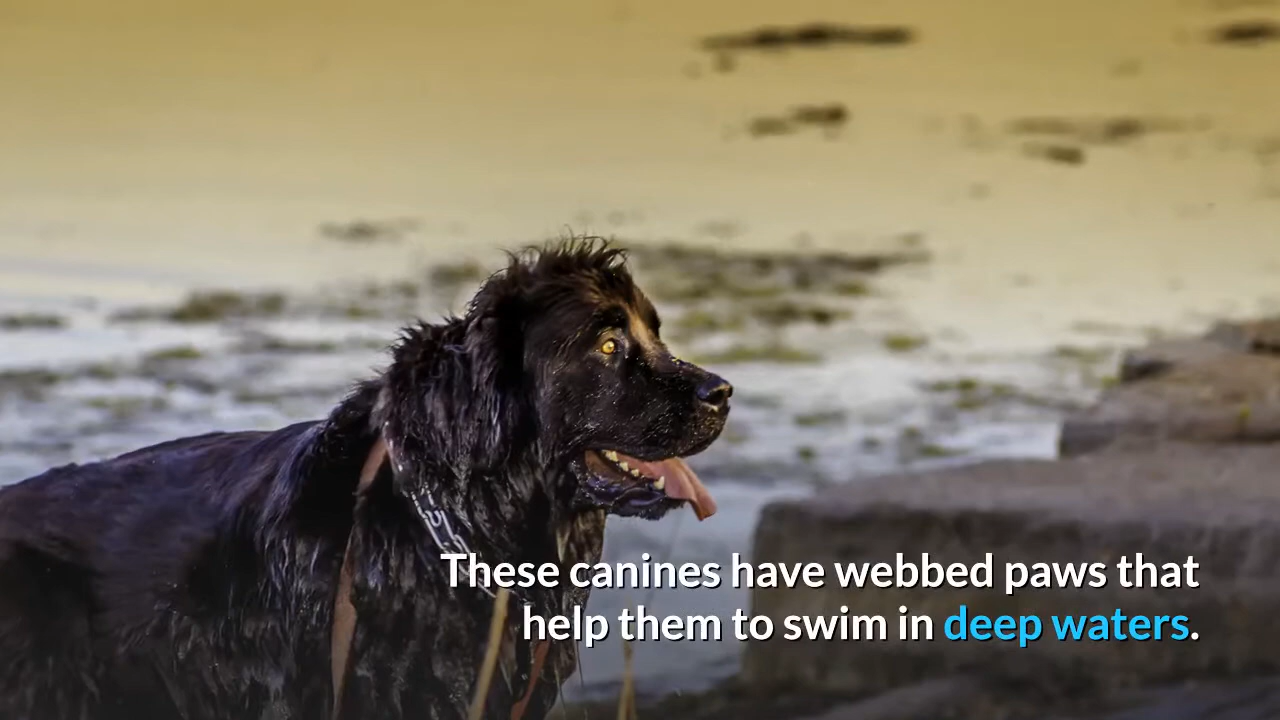 These canines have webbed paws that
help them to swim in deep waters.